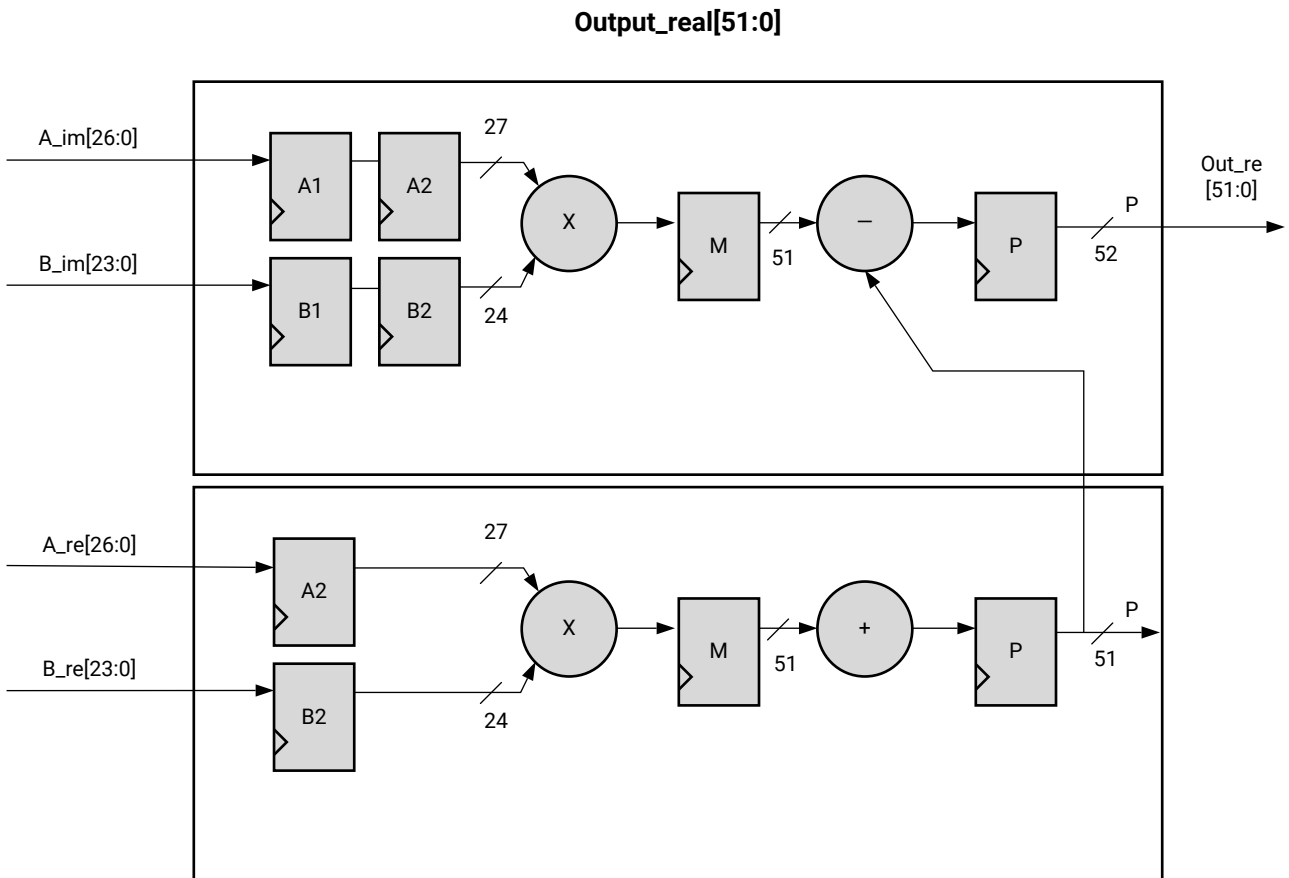 Output_real[51:0]
A_im[26:0]
27
A1
A2
X
M
51
–
P
P
52
Out_re
[51:0]
B_im[23:0]
B1
B2
24
A_re[26:0]
27
A2
X
M
51
+
P
P
51
B_re[23:0]
B2
24